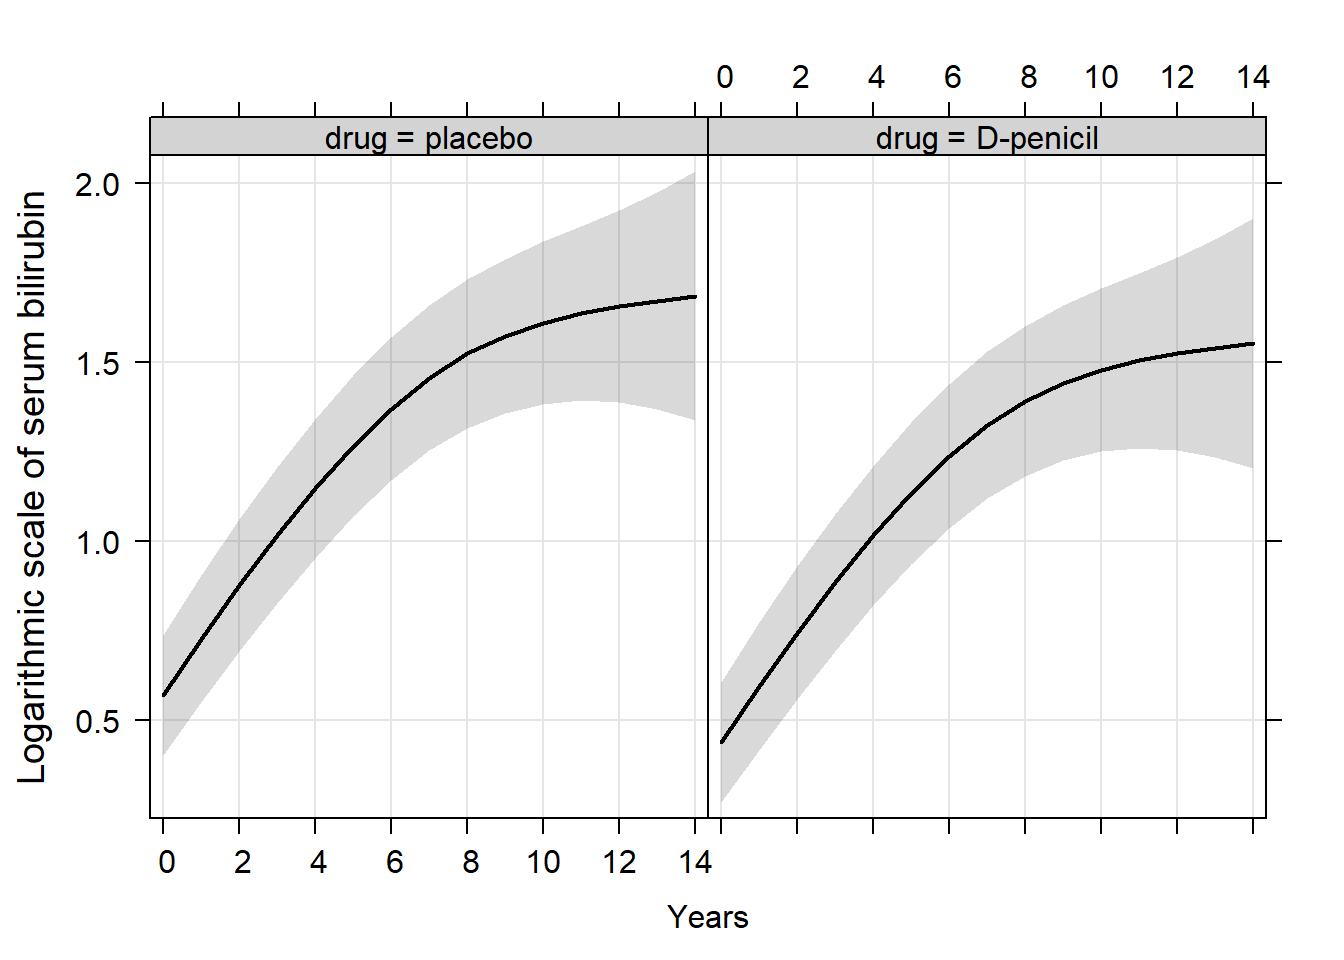 0 2 4 6 8 10 12 14
drug = placebo
drug = D-penicil
2.0
1.5
1.0
0.5
Logarithmic scale of serum bilirubin
0 2 4 6 8 10 12 14
Years